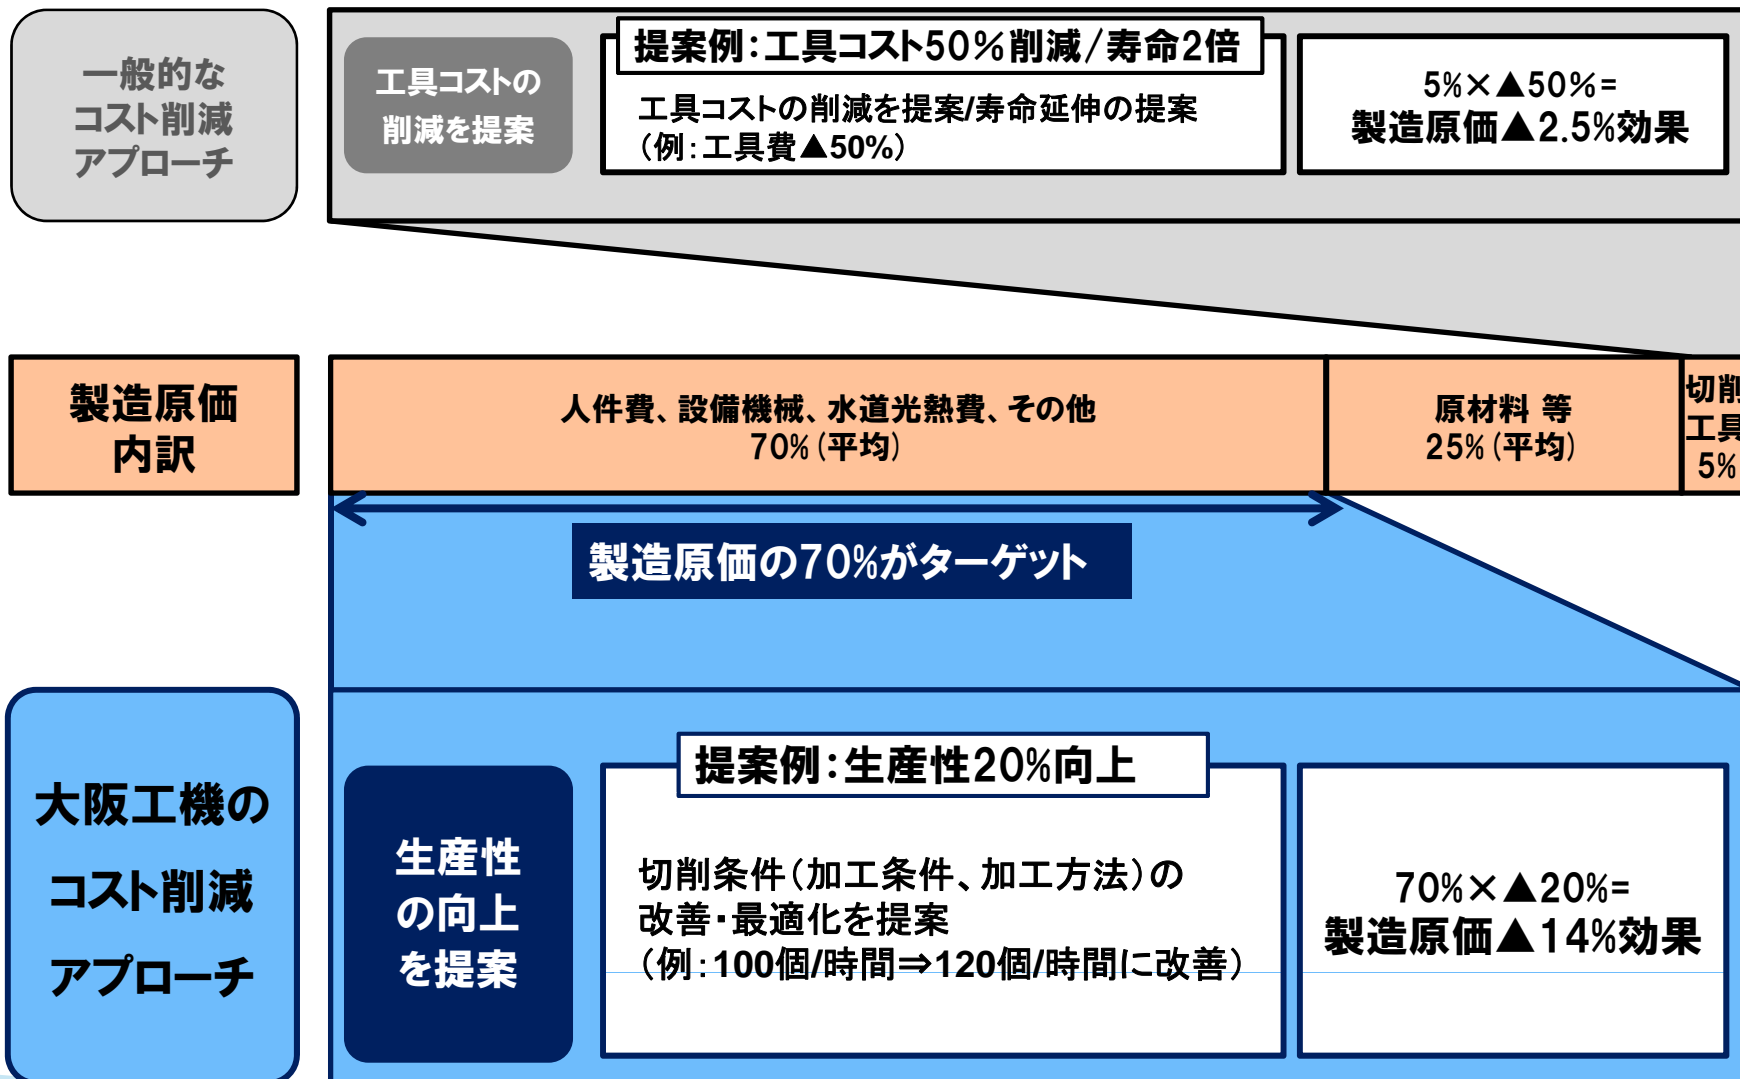 一般的な
コスト削減
アプローチ
工具コストの
削減を提案
提案例：工具コスト50％削減/寿命2倍
工具コストの削減を提案/寿命延伸の提案
（例：工具費▲50%）
5%×▲50%=
製造原価▲2.5%効果
製造原価
内訳
人件費、設備機械、水道光熱費、その他
70%（平均）
原材料 等
25%（平均）
切削
工具
5%
製造原価の70%がターゲット
大阪工機の
コスト削減
アプローチ
生産性
の向上
を提案
提案例：生産性20%向上
切削条件（加工条件、加工方法）の
改善・最適化を提案
（例：100個/時間⇒120個/時間に改善）
70%×▲20%=
製造原価▲14%効果